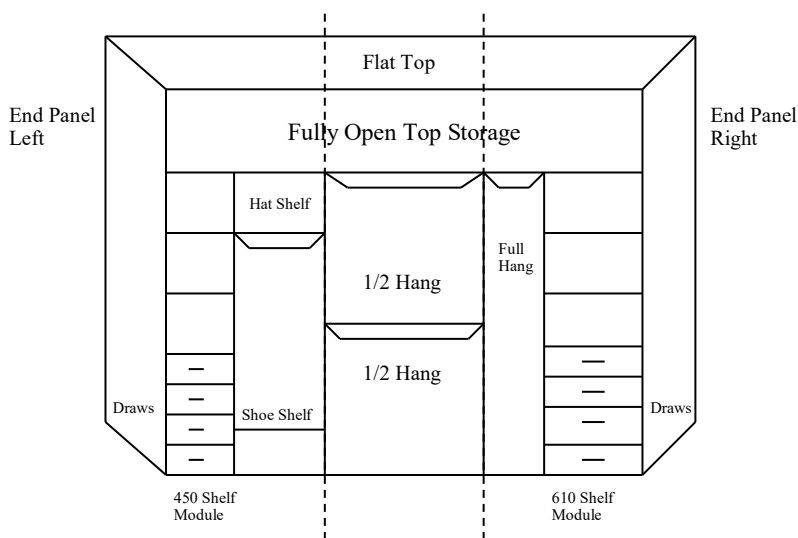 Flat Top
End Panel
Left
End Panel
Right
Fully Open Top Storage
Hat Shelf
Full
Hang
1/2 Hang
1/2 Hang
Draws
Shoe Shelf
Draws
450 Shelf
Module
610 Shelf
Module